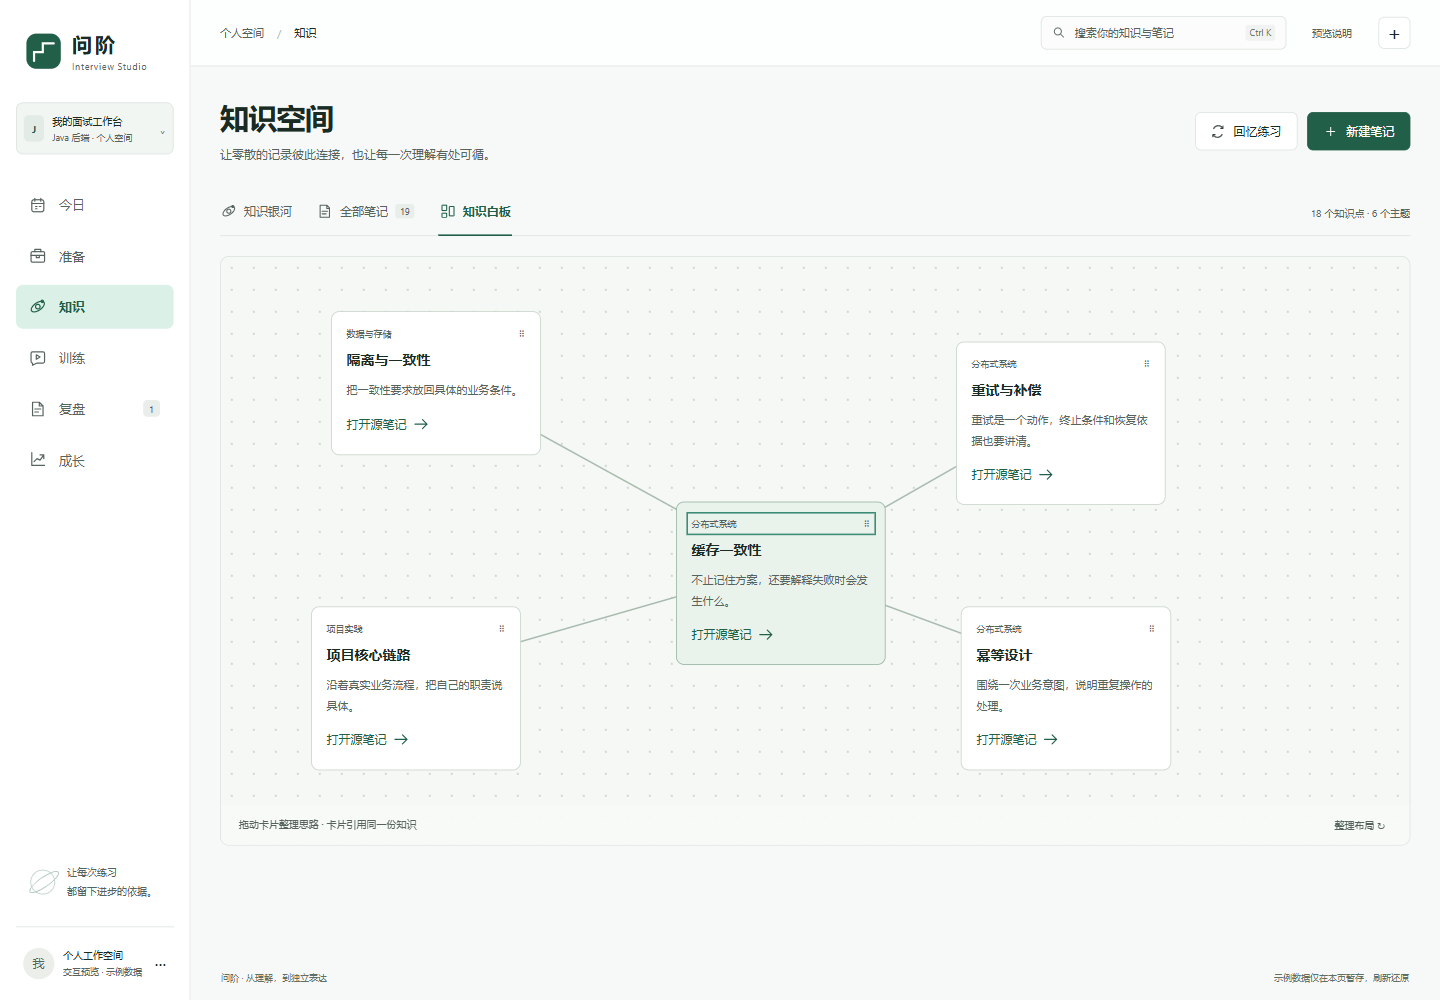 问阶
Interview Studio
J
我的面试工作台
Java 后端 · 个人空间
今日
准备
知识
训练
复盘
1
成长
让每次练习
都留下进步的依据。
我
个人工作空间
交互预览 · 示例数据
个人空间 / 知识
搜索你的知识与笔记
Ctrl K
预览说明
知识空间
让零散的记录彼此连接，也让每一次理解有处可循。
回忆练习
新建笔记
知识银河
全部笔记 19
知识白板
18 个知识点 · 6 个主题
数据与存储
隔离与一致性
把一致性要求放回具体的业务条件。
打开源笔记
分布式系统
重试与补偿
重试是一个动作，终止条件和恢复依
据也要讲清。
打开源笔记
分布式系统
缓存一致性
不止记住方案，还要解释失败时会发
生什么。
打开源笔记
项目实践
项目核心链路
沿着真实业务流程，把自己的职责说
具体。
打开源笔记
分布式系统
幂等设计
围绕一次业务意图，说明重复操作的
处理。
打开源笔记
拖动卡片整理思路 · 卡片引用同一份知识
整理布局 ↻
问阶 · 从理解，到独立表达
示例数据仅在本页暂存，刷新还原